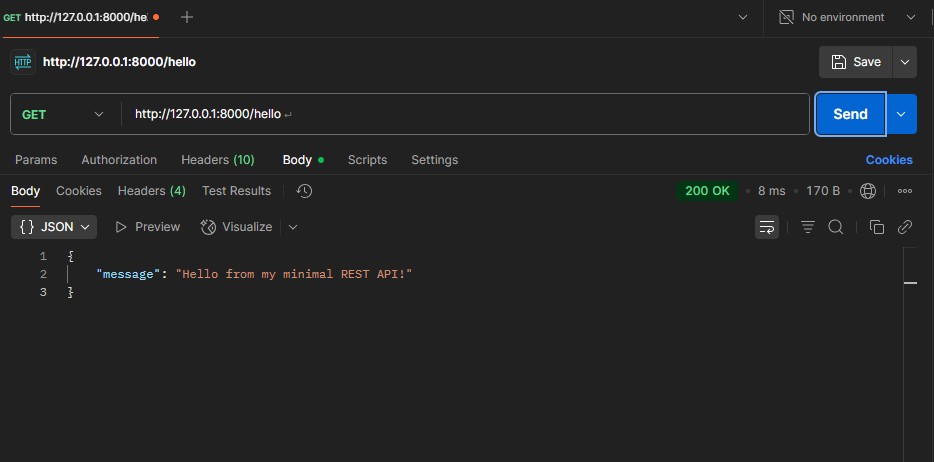 GET http://127.0.0.1:8000/he
No environment
HTTP http://127.0.0.1:8000/hello
Save
GET http://127.0.0.1:8000/hello
Send
Params Authorization Headers (10) Body Scripts Settings Cookies
Body Cookies Headers (4) Test Results 200 OK 8 ms 170 B
{} JSON Preview Visualize
1 {
2 "message": "Hello from my minimal REST API!"
3 }